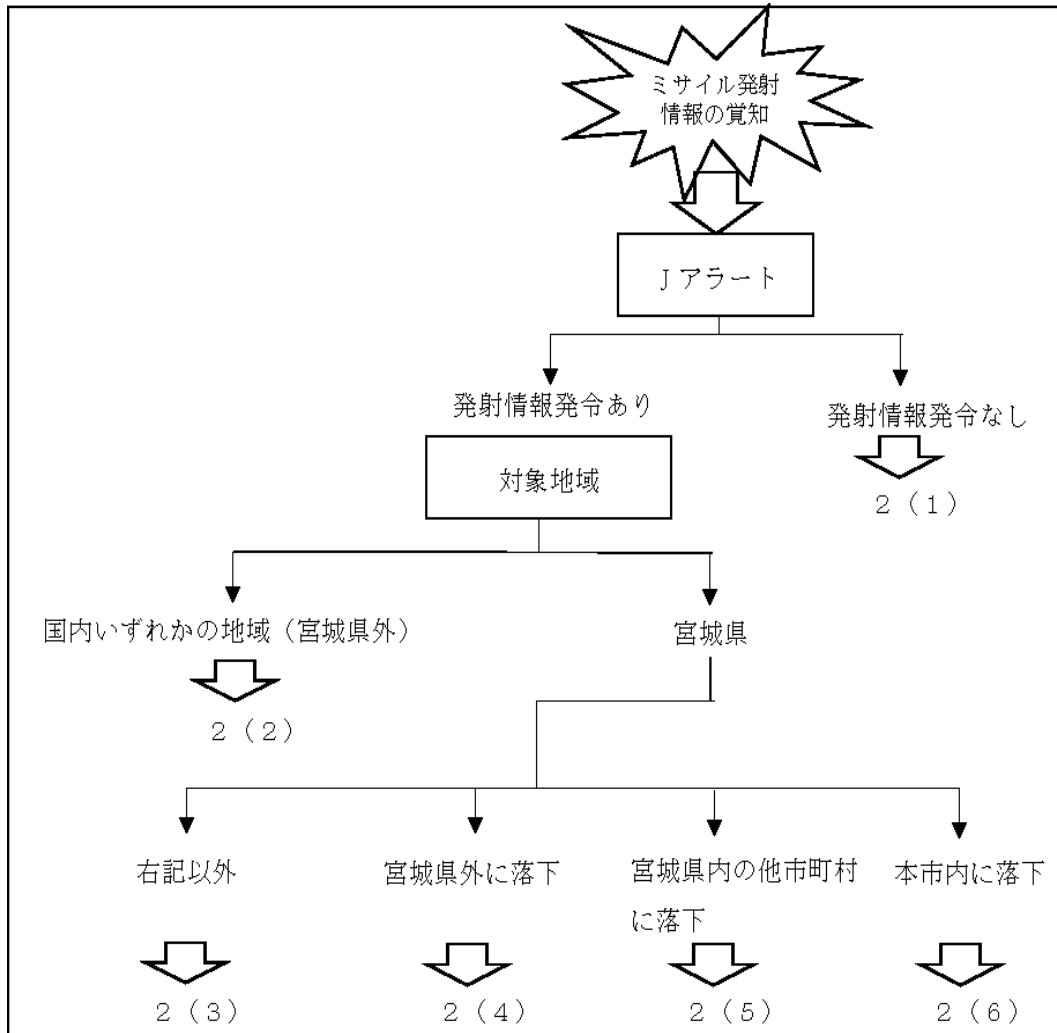 ミサイル発射
情報の覚知
Ｊアラート
発射情報発令あり
発射情報発令なし
対象地域
２（１）
国内いずれかの地域（宮城県外）
宮城県
２（２）
右記以外
宮城県外に落下
宮城県内の他市町村
に落下
本市内に落下
２（３）
２（４）
２（５）
２（６）